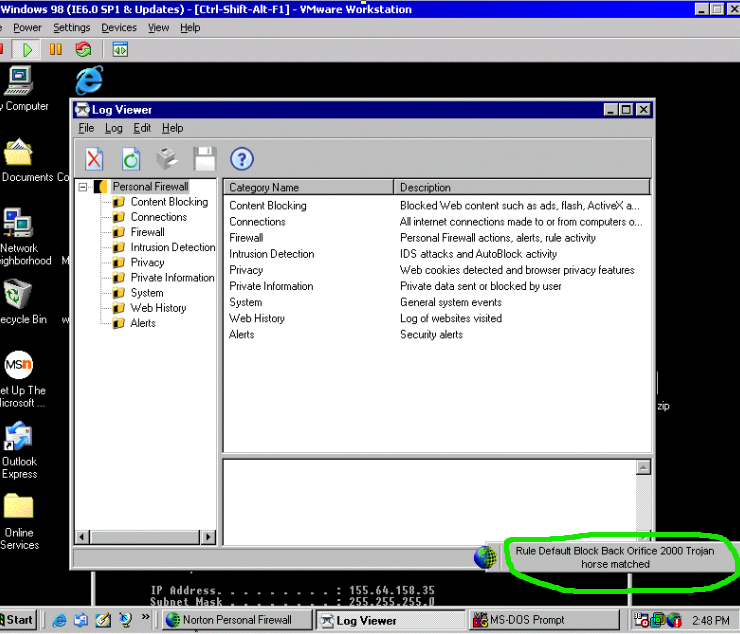 Windows 98 (IE6.0 SP1 & Updates) - [Ctrl-Shift-Alt-F1] - VMware Workstation
Power Settings Devices View Help
Computer
Documents
Co
Network
M
Recycle Bin
w
MSN
Up The
Microsoft ...
Outlook
Express
Online
Services
zip
Log Viewer
File Log Edit Help
Personal Firewall
Content Blocking
Connections
Firewall
Intrusion Detection
Privacy
Private Information
System
Web History
Alerts
Category Name Description
Content Blocking Blocked Web content such as ads, flash, ActiveX a...
Connections All internet connections made to or from computers o...
Firewall Personal Firewall actions, alerts, rule activity
Intrusion Detection IDS attacks and AutoBlock activity
Privacy Web cookies detected and browser privacy features
Private Information Private data sent or blocked by user
System General system events
Web History Log of websites visited
Alerts Security alerts
Rule Default Block Back Orifice 2000 Trojan
horse matched
IP Address. . . . . . . . . : 155.64.158.35
Subnet Mask . . . . . . . . : 255.255.255.0
Start Norton Personal Firewall Log Viewer MS-DOS Prompt 2:48 PM